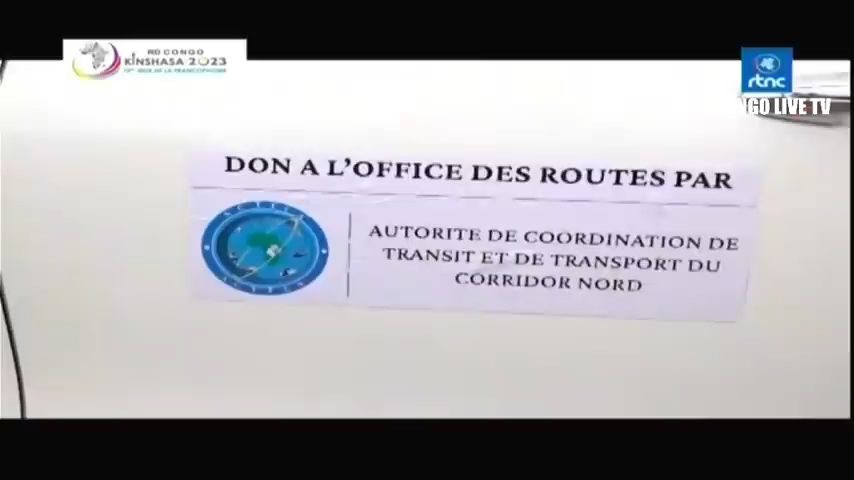 RD CONGO
KINSHASA 2023
rtnc
NGO LIVE TV
DON A L'OFFICE DES ROUTES PAR
AUTORITE DE COORDINATION DE
TRANSIT ET DE TRANSPORT DU
CORRIDOR NORD